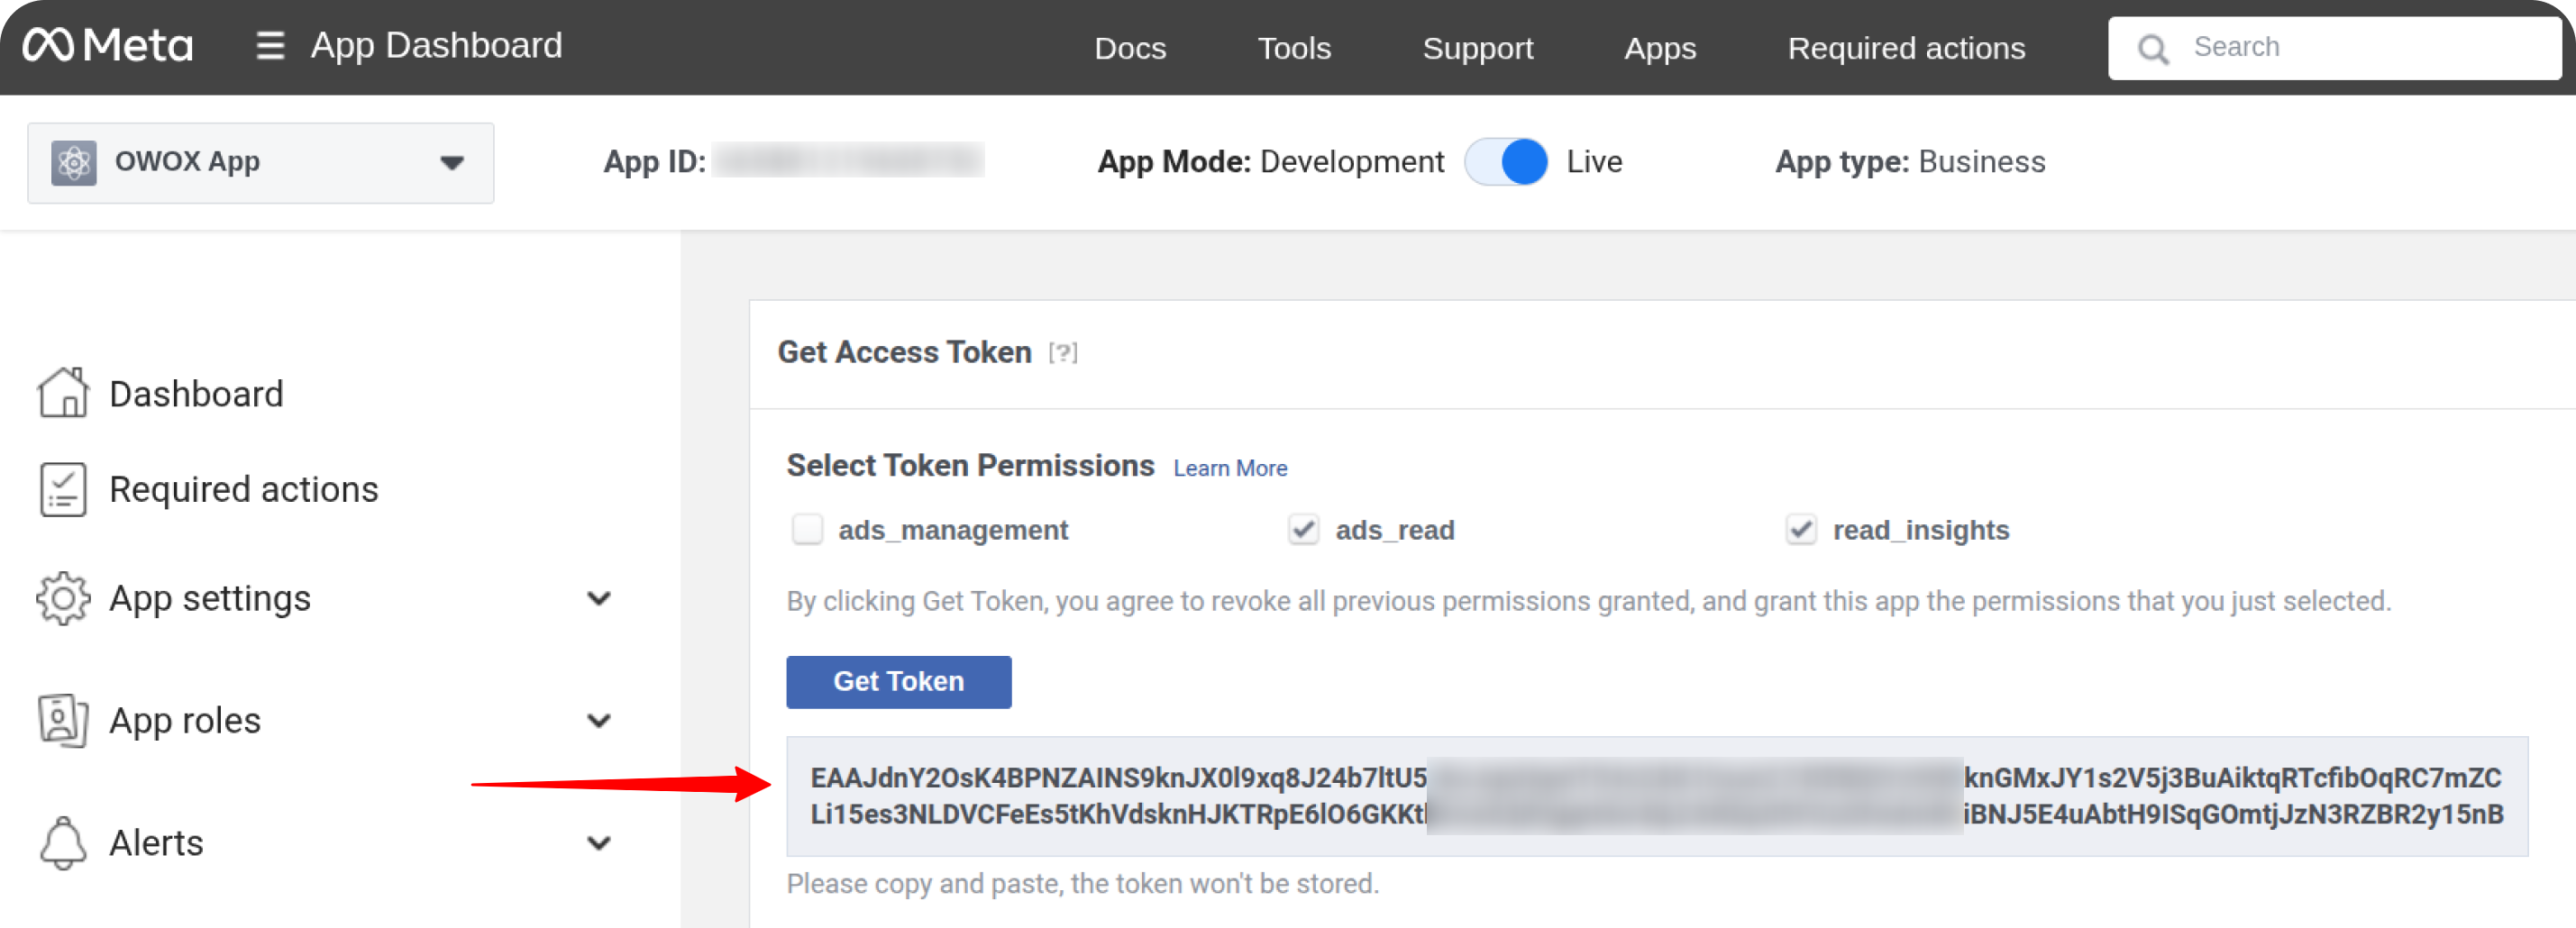 Meta App Dashboard Docs Tools Support Apps Required actions Search
OWOX App App ID: App Mode: Development Live App type: Business
Get Access Token [?]
Dashboard
Required actions
App settings
App roles
Alerts
Select Token Permissions Learn More
ads_management ads_read read_insights
By clicking Get Token, you agree to revoke all previous permissions granted, and grant this app the permissions that you just selected.
Get Token
EAAJdnY2OsK4BPNZAINS9knJX0l9xq8J24b7ltU5 knGMxJY1s2V5j3BuAiktqRTcfibOqRC7mZC
Li15es3NLDVCFeEs5tKhVdsknHJKTRpE6lO6GKKt iBNJ5E4uAbtH9ISqGOmtjJzN3RZBR2y15nB
Please copy and paste, the token won't be stored.